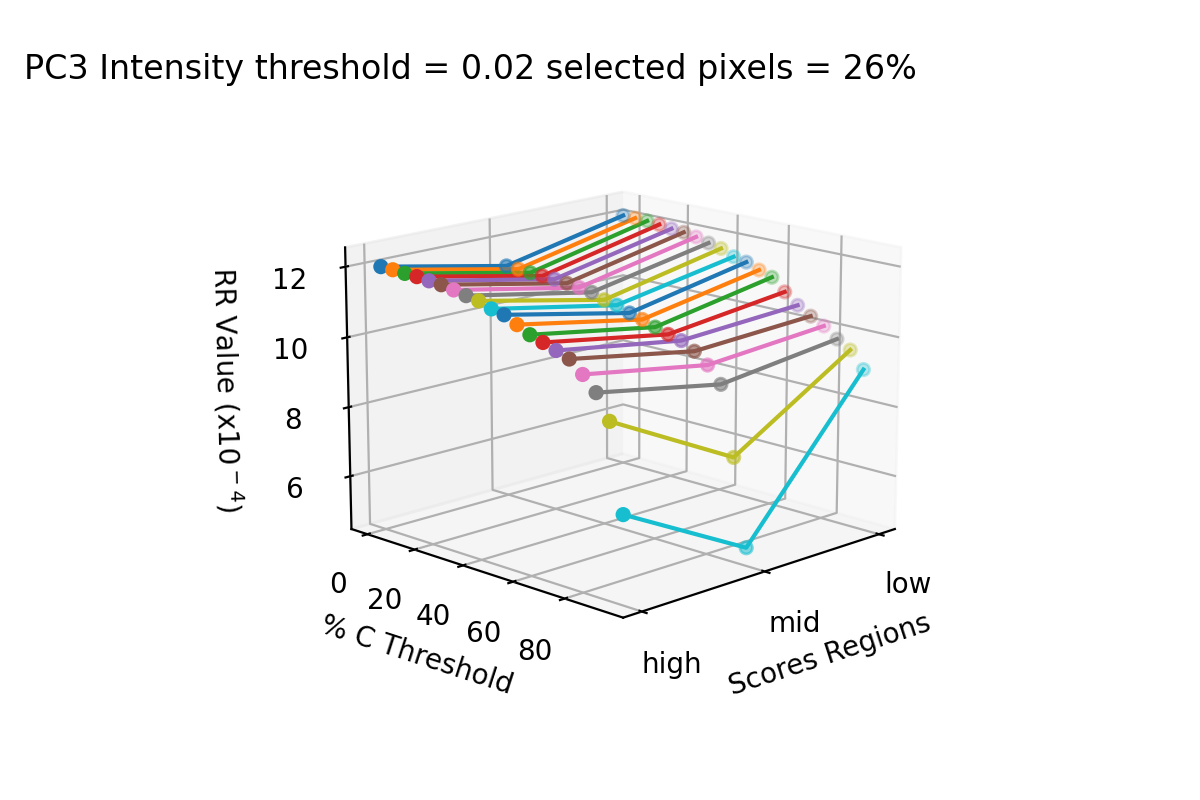 PC3 Intensity threshold = 0.02 selected pixels = 26%
12
10
8
6
RR Value (x10⁻⁴)
0
20
40
60
80
% C Threshold
high
mid
low
Scores Regions